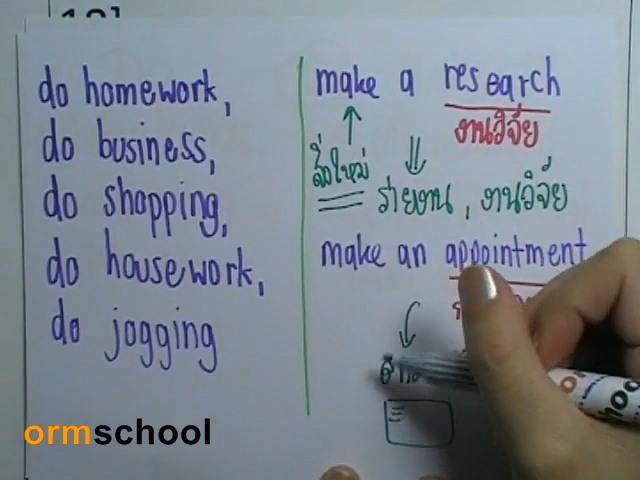 do homework,
do business,
do shopping,
do housework,
do jogging
make a research
งานวิจัย
สิ่งใหม่
รายงาน, งานวิจัย
make an appointment
ormschool